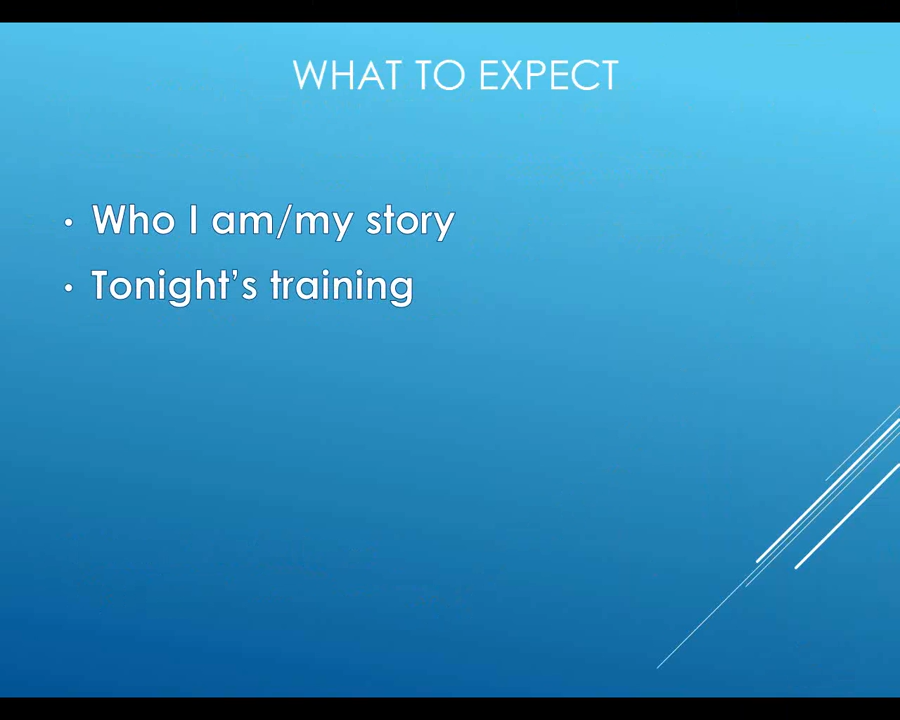 WHAT TO EXPECT
• Who I am/my story
• Tonight’s training